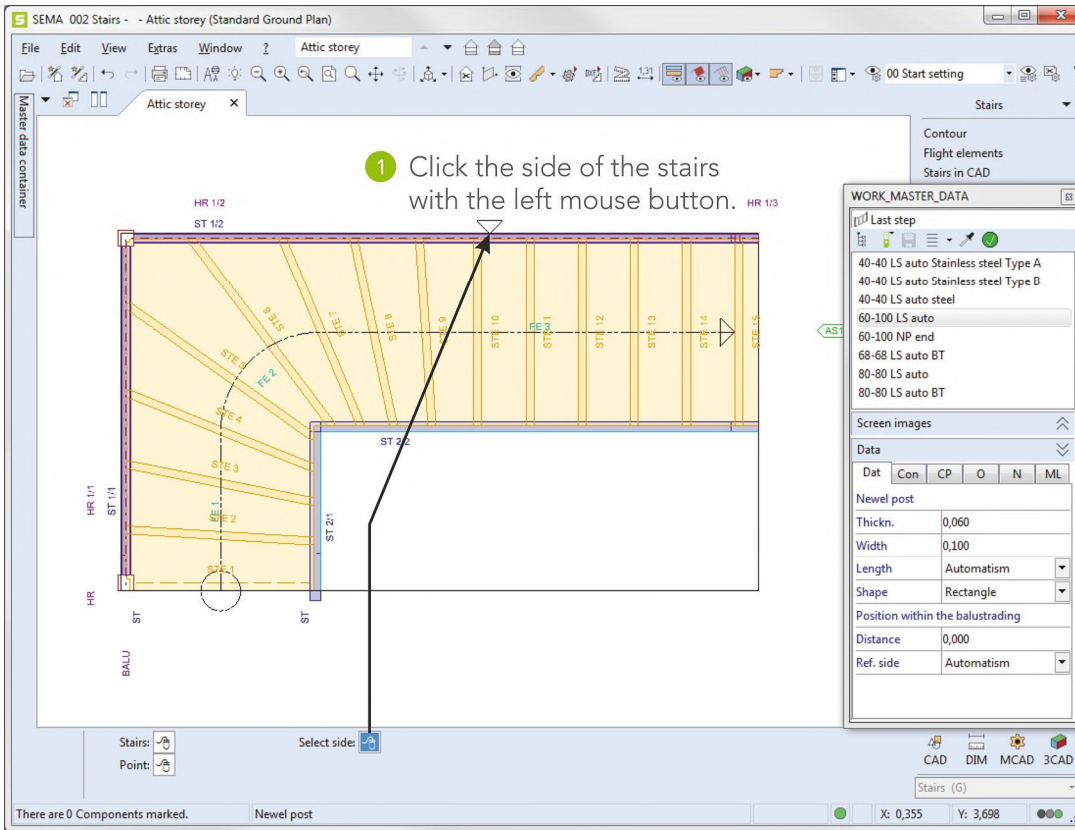 SEMA 002 Stairs - - Attic storey (Standard Ground Plan)
File Edit View Extras Window ? Attic storey
00 Start setting
Attic storey
Stairs
Master data container
Contour
Flight elements
Stairs in CAD
1 Click the side of the stairs
with the left mouse button.
HR 1/2
HR 1/3
ST 1/2
WORK_MASTER_DATA
Last step
40-40 LS auto Stainless steel Type A
40-40 LS auto Stainless steel Type B
40-40 LS auto steel
60-100 LS auto
60-100 NP end
68-68 LS auto BT
80-80 LS auto
80-80 LS auto BT
Screen images
Data
Dat Con CP O N ML
Newel post
Thickn. 0,060
Width 0,100
Length Automatism
Shape Rectangle
Position within the balustrading
Distance 0,000
Ref. side Automatism
AS1
STE 6
STE 7
STE 8
STE 9
STE 10
STE 11
STE 12
STE 13
STE 14
STE 15
FE 3
STE 5
FE 2
STE 4
ST 2/2
STE 3
HR 1/1
ST 1/1
FE 1
STE 2
ST 2/1
STE 1
HR
ST
ST
BALU
Stairs:
Select side:
Point:
CAD DIM MCAD 3CAD
Stairs (G)
There are 0 Components marked. Newel post X: 0,355 Y: 3,698